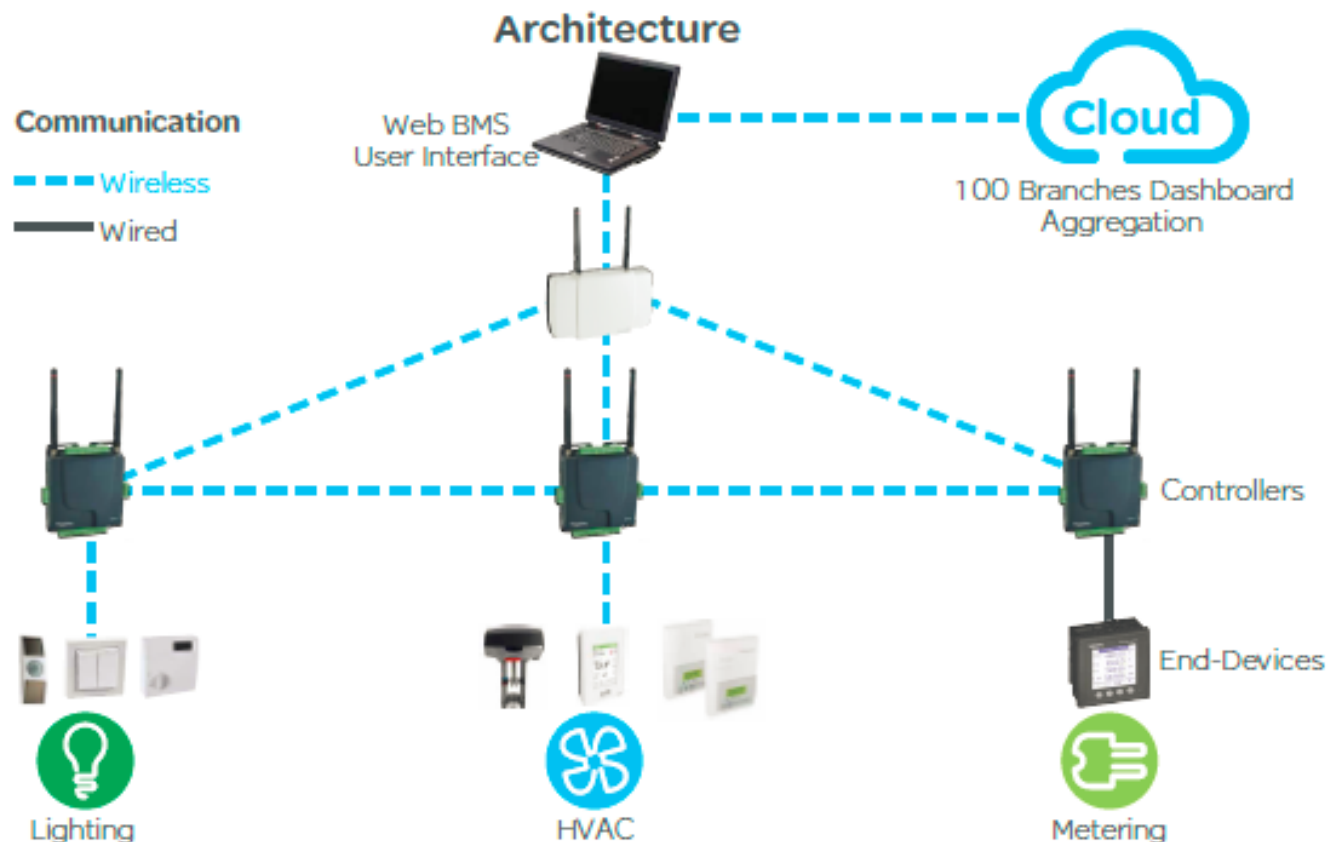 Architecture
Communication
Wireless
Wired
Web BMS
User Interface
Cloud
100 Branches Dashboard
Aggregation
Controllers
End-Devices
Lighting
HVAC
Metering